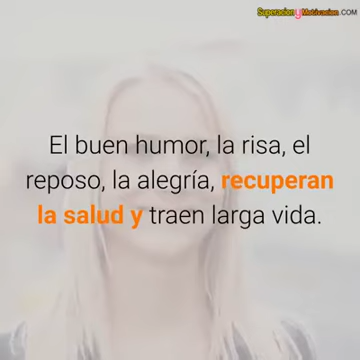 SuperacionyMotivacion.COM
El buen humor, la risa, el
reposo, la alegría, recuperan
la salud y traen larga vida.